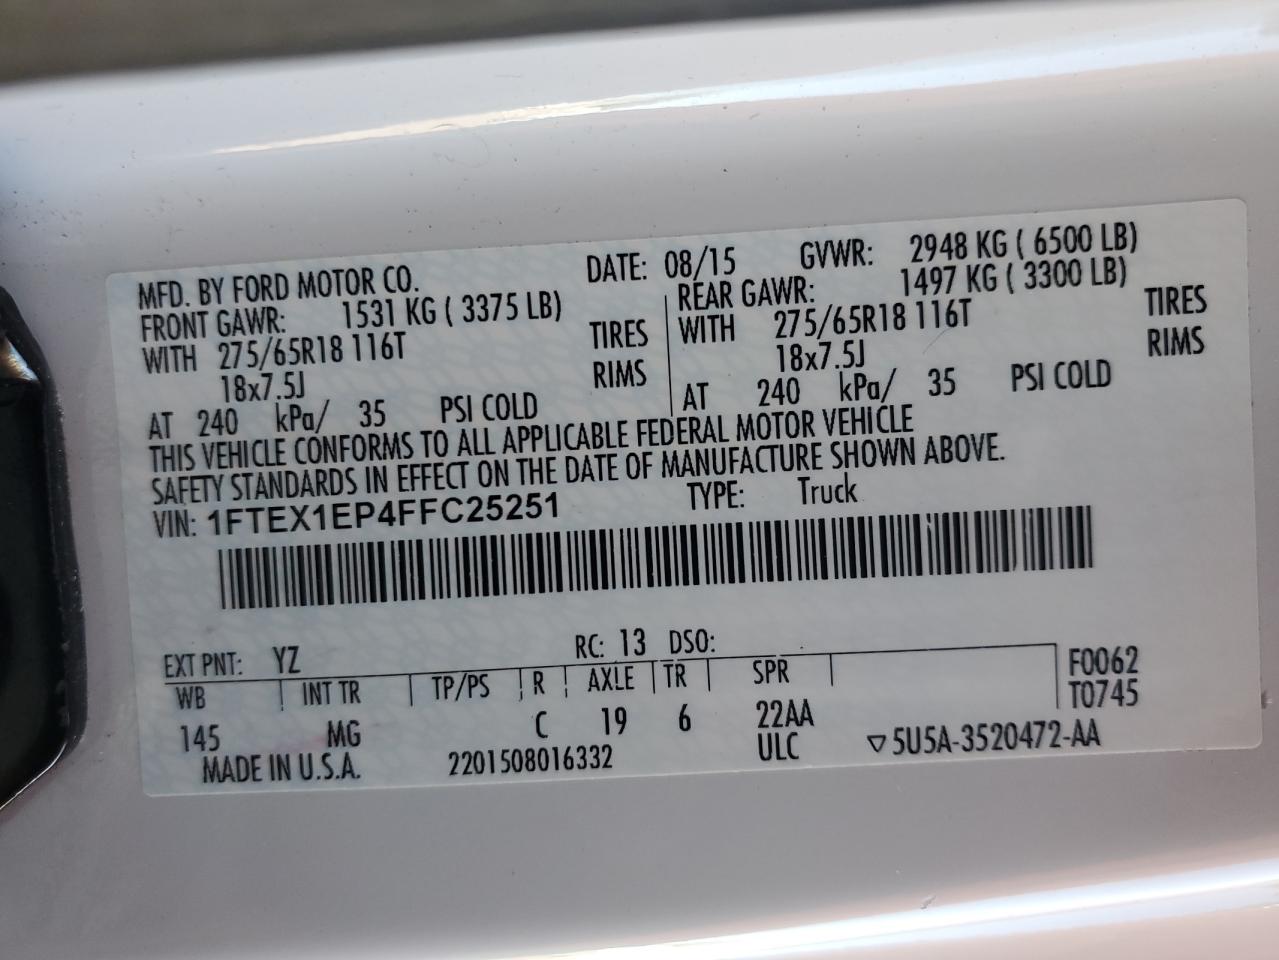 MFD. BY FORD MOTOR CO. DATE: 08/15 GVWR: 2948 KG ( 6500 LB)
FRONT GAWR: 1531 KG ( 3375 LB) REAR GAWR: 1497 KG ( 3300 LB)
WITH 275/65R18 116T TIRES WITH 275/65R18 116T TIRES
18x7.5J RIMS 18x7.5J RIMS
AT 240 kPa/ 35 PSI COLD AT 240 kPa/ 35 PSI COLD
THIS VEHICLE CONFORMS TO ALL APPLICABLE FEDERAL MOTOR VEHICLE
SAFETY STANDARDS IN EFFECT ON THE DATE OF MANUFACTURE SHOWN ABOVE.
VIN: 1FTEX1EP4FFC25251 TYPE: Truck
EXT PNT: YZ RC: 13 DSO:
WB INT TR TP/PS R AXLE TR SPR F0062
T0745
145 MG C 19 6 22AA
MADE IN U.S.A. 2201508016332 ULC ▽5U5A-3520472-AA